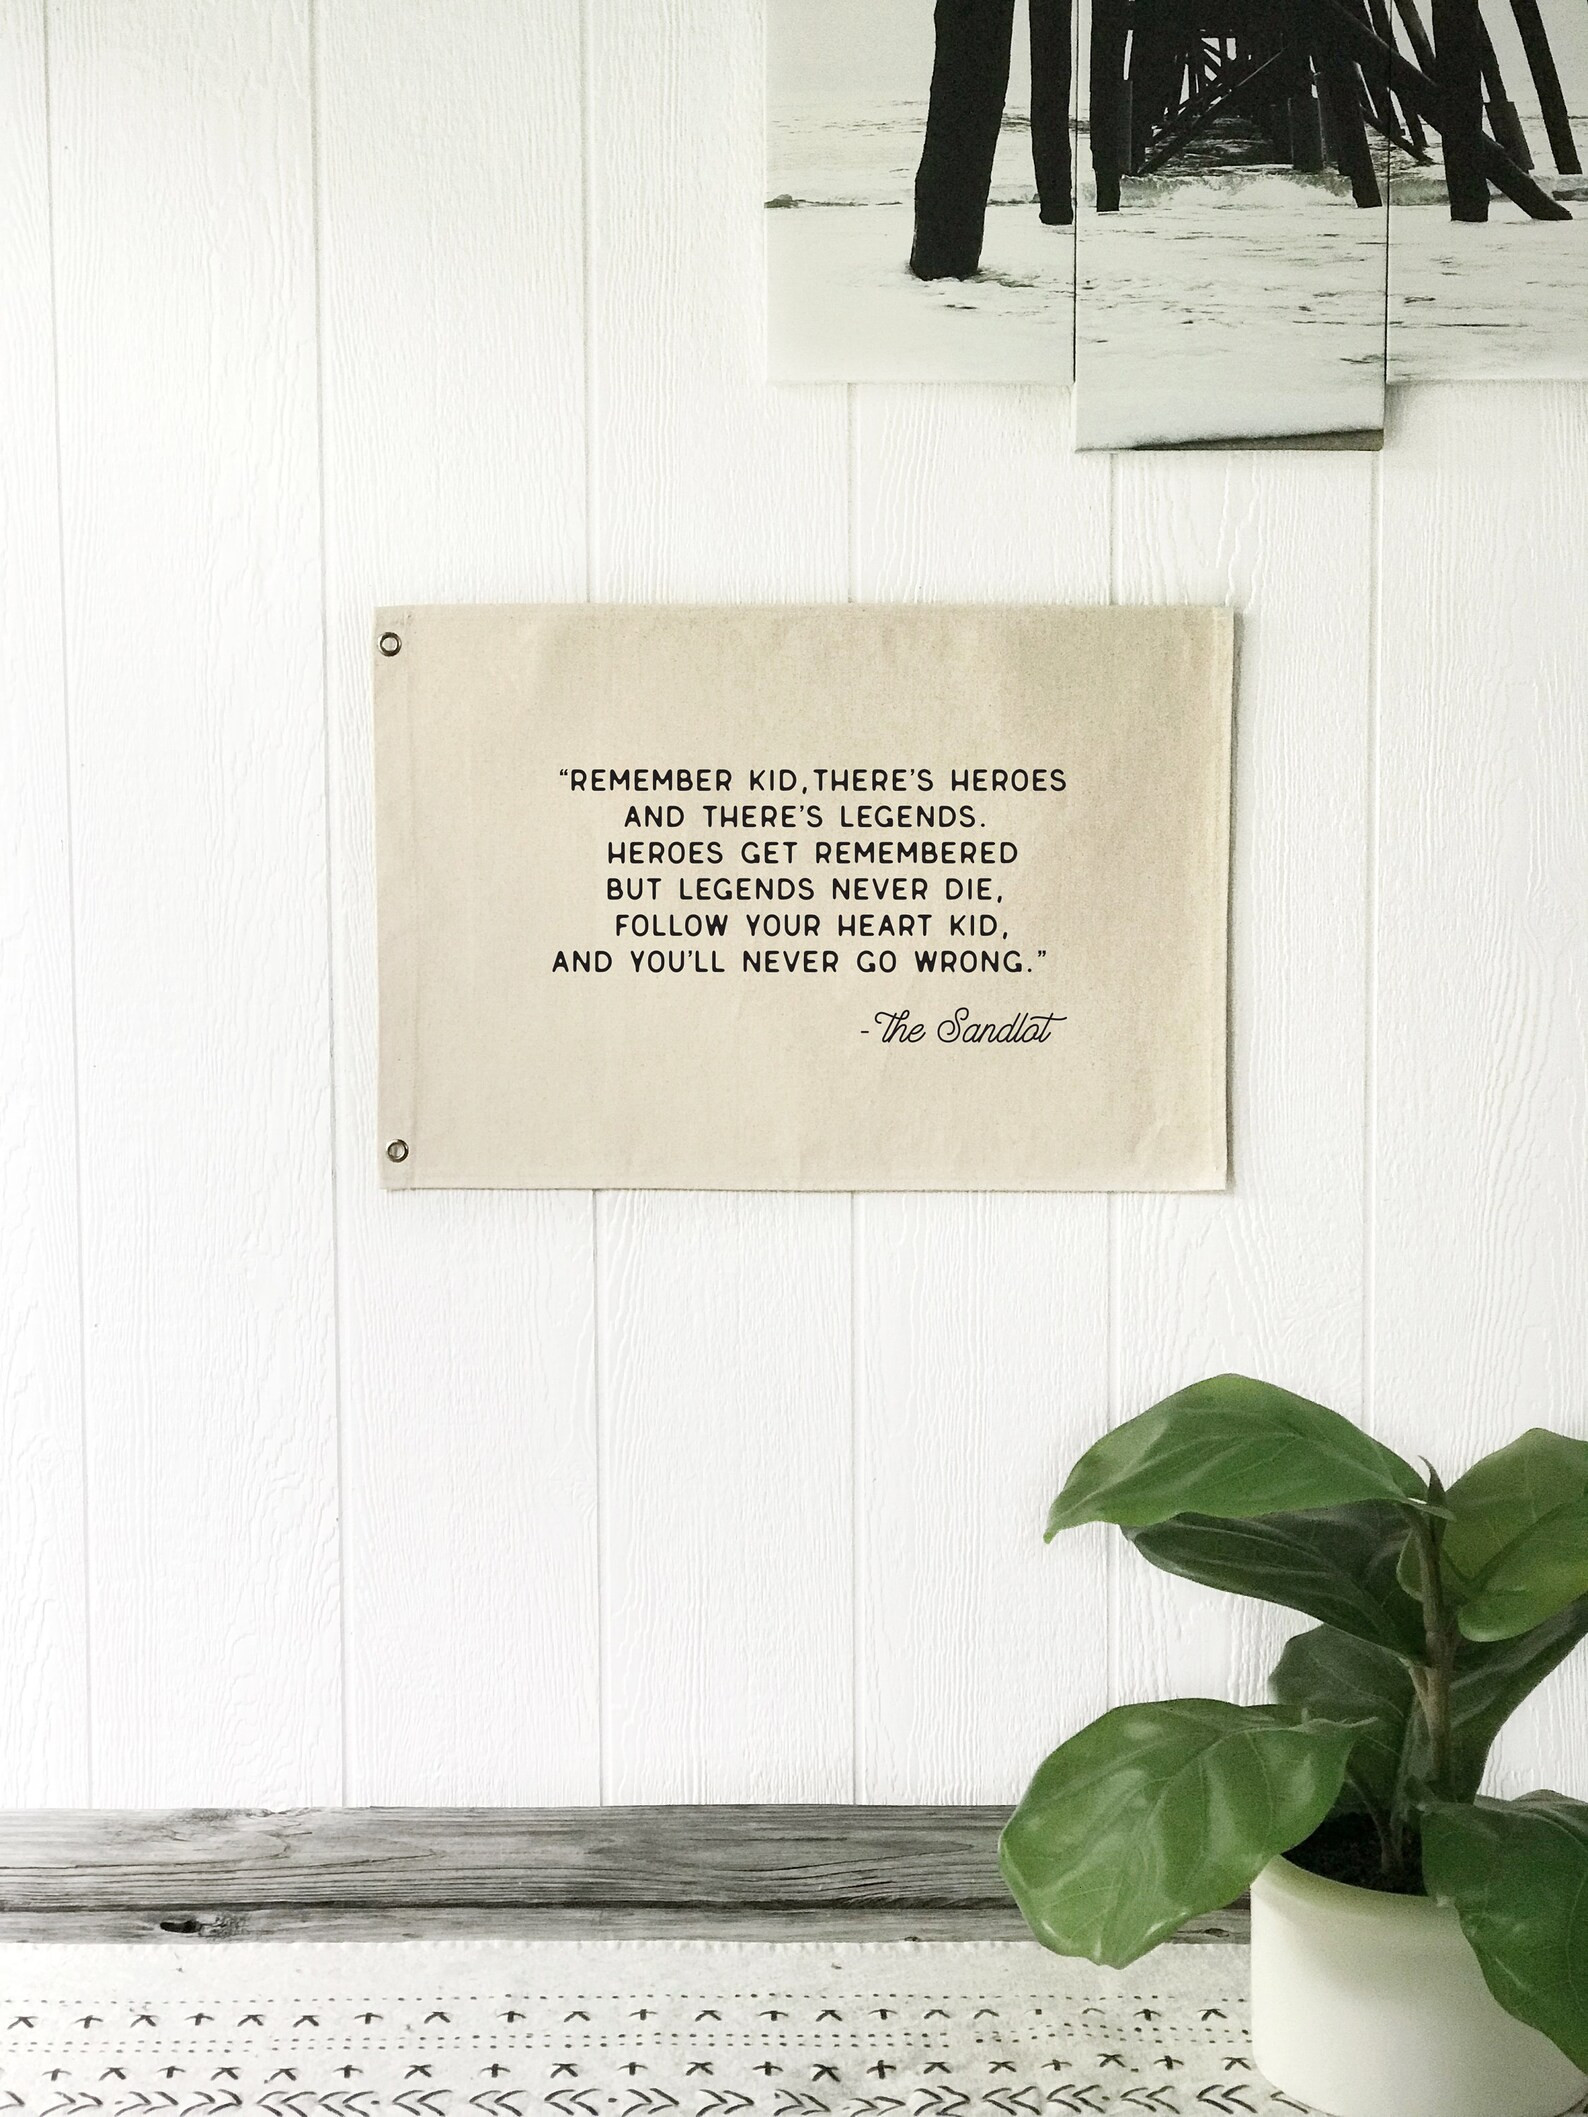 “REMEMBER KID, THERE’S HEROES
AND THERE’S LEGENDS.
HEROES GET REMEMBERED
BUT LEGENDS NEVER DIE,
FOLLOW YOUR HEART KID,
AND YOU’LL NEVER GO WRONG.”
-The Sandlot